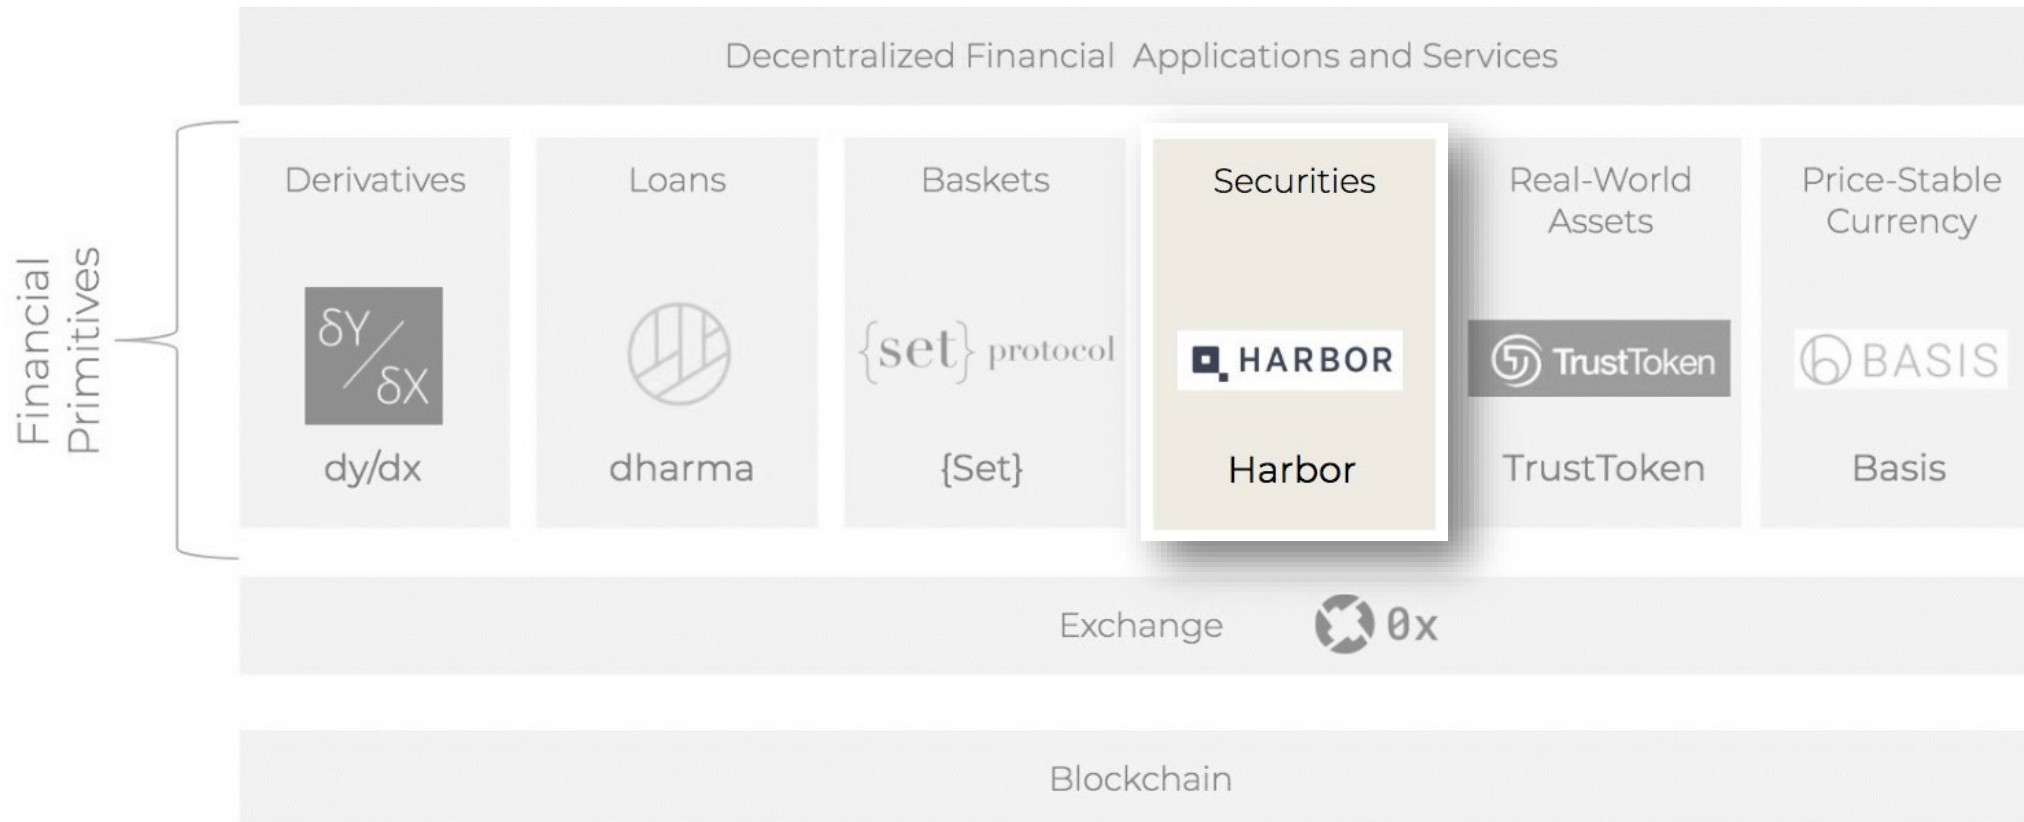 Decentralized Financial Applications and Services
Financial
Primitives
Derivatives
δY/δX
dy/dx
Loans
dharma
Baskets
{set} protocol
{Set}
Securities
HARBOR
Harbor
Real-World
Assets
TrustToken
TrustToken
Price-Stable
Currency
BASIS
Basis
Exchange
0x
Blockchain